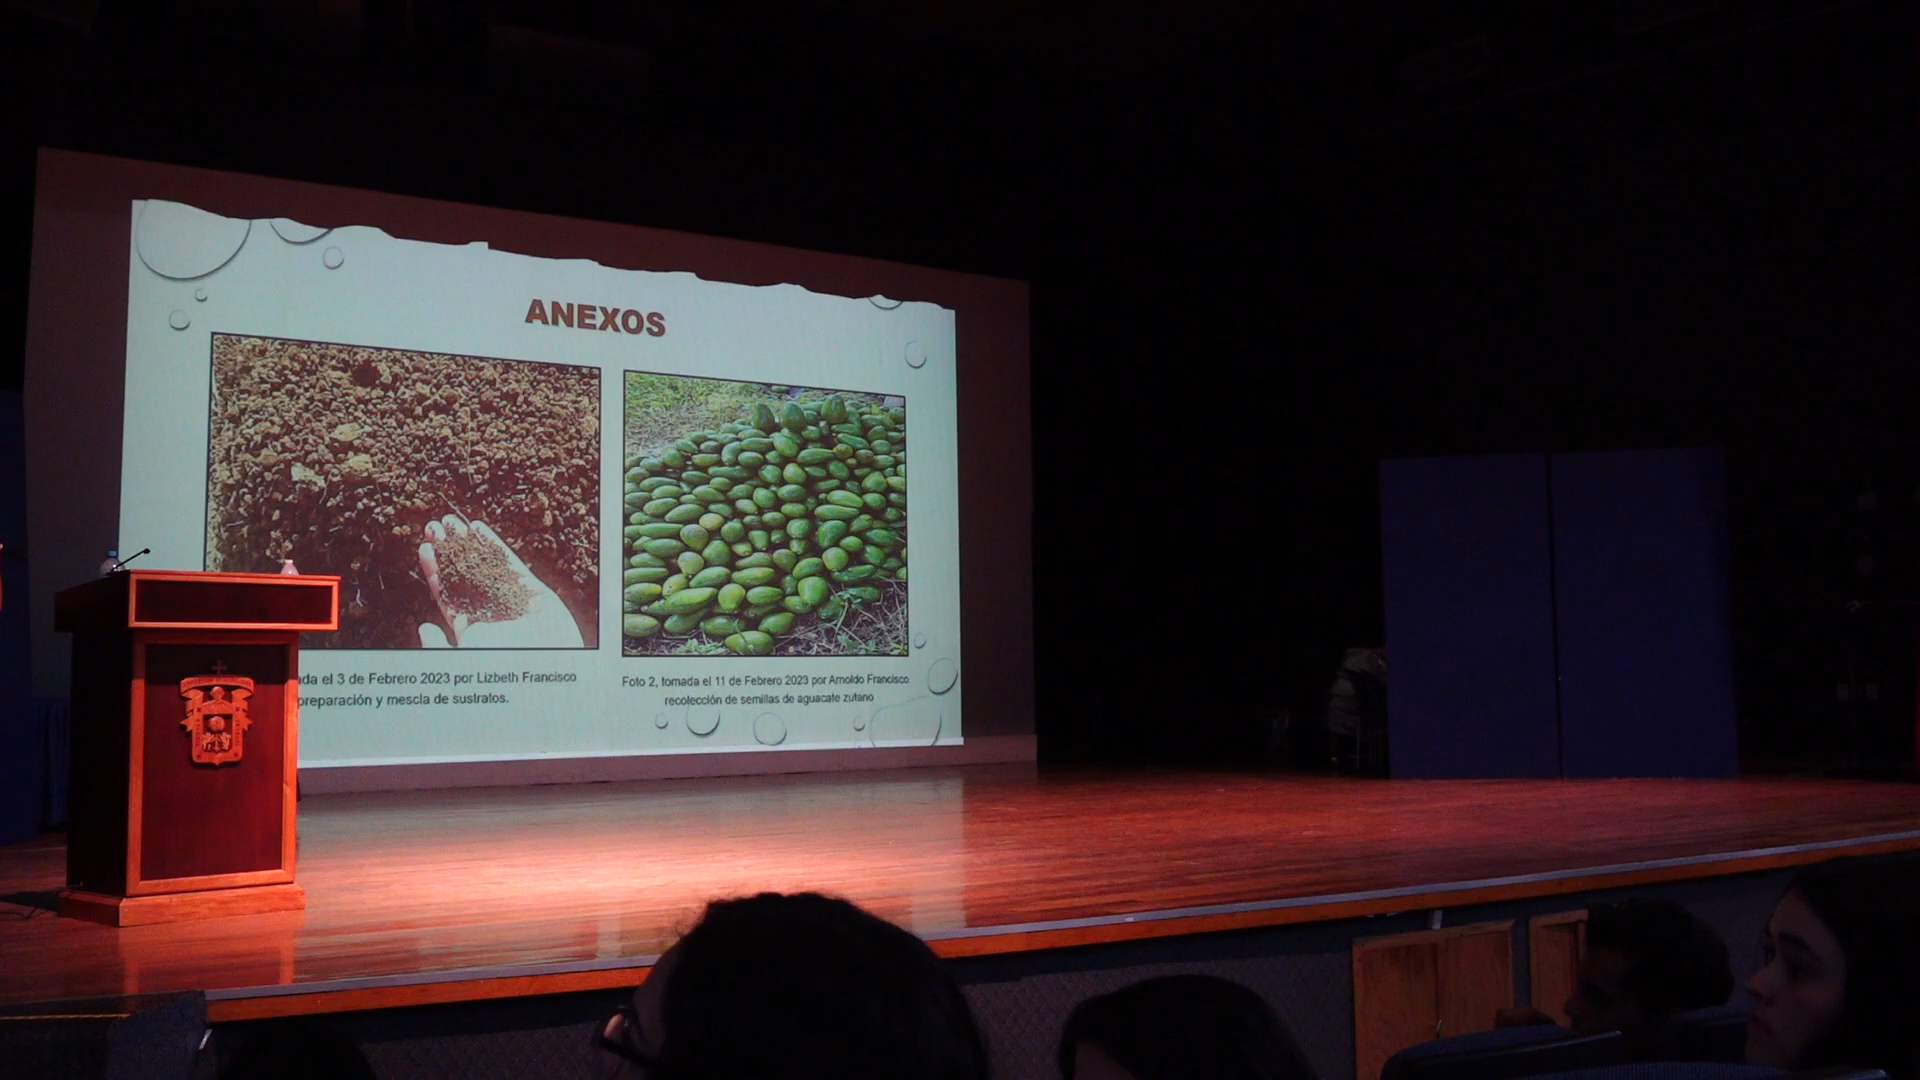 ANEXOS
ada el 3 de Febrero 2023 por Lizbeth Francisco
preparación y mescla de sustratos.
Foto 2, tomada el 11 de Febrero 2023 por Arnoldo Francisco
recolección de semillas de aguacate zutano